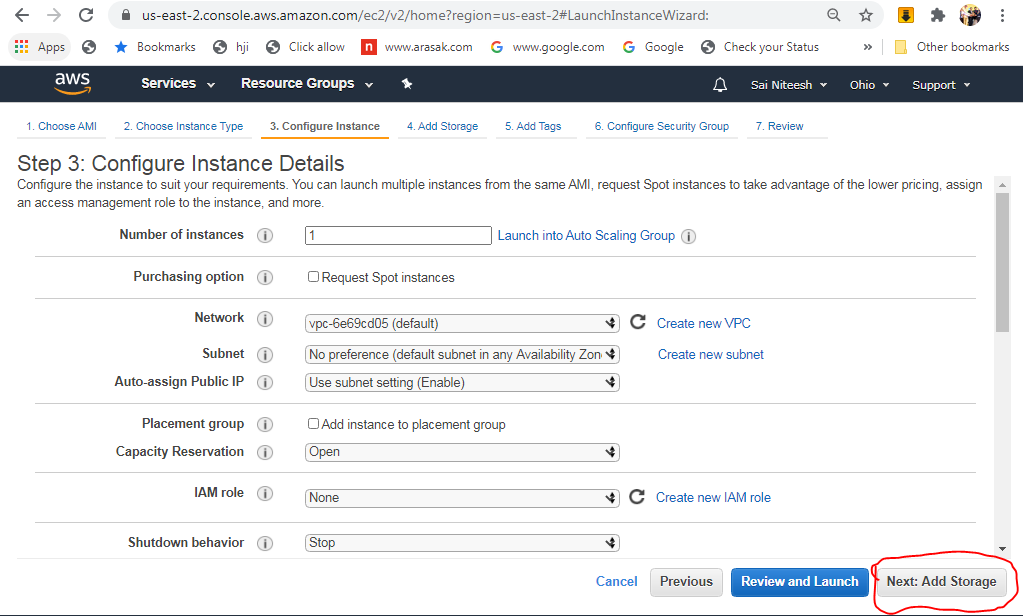 us-east-2.console.aws.amazon.com/ec2/v2/home?region=us-east-2#LaunchInstanceWizard:
Apps Bookmarks hji Click allow n www.arasak.com G www.google.com G Google Check your Status » Other bookmarks
aws Services Resource Groups Sai Niteesh Ohio Support
1. Choose AMI 2. Choose Instance Type 3. Configure Instance 4. Add Storage 5. Add Tags 6. Configure Security Group 7. Review
Step 3: Configure Instance Details
Configure the instance to suit your requirements. You can launch multiple instances from the same AMI, request Spot instances to take advantage of the lower pricing, assign
an access management role to the instance, and more.
Number of instances i 1 Launch into Auto Scaling Group i
Purchasing option i Request Spot instances
Network i vpc-6e69cd05 (default) Create new VPC
Subnet i No preference (default subnet in any Availability Zon Create new subnet
Auto-assign Public IP i Use subnet setting (Enable)
Placement group i Add instance to placement group
Capacity Reservation i Open
IAM role i None Create new IAM role
Shutdown behavior i Stop
Cancel Previous Review and Launch Next: Add Storage